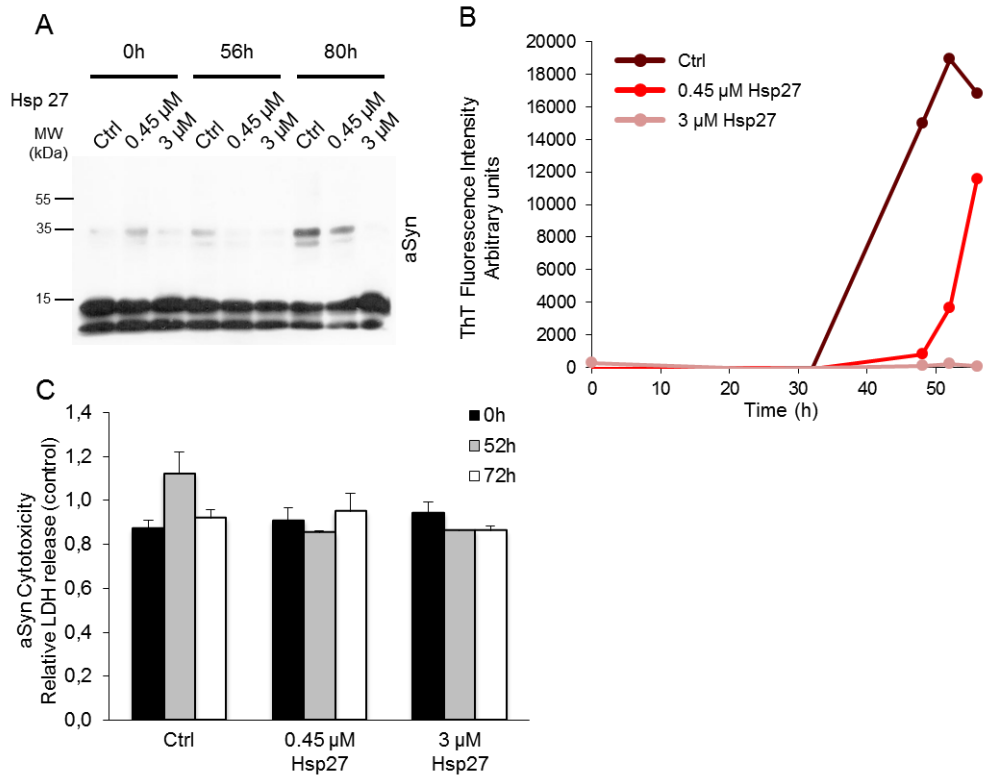 A
0h 56h 80h
Hsp 27
Ctrl 0.45 µM 3 µM Ctrl 0.45 µM 3 µM Ctrl 0.45 µM 3 µM
MW
(kDa)
55
35
15
aSyn
B
ThT Fluorescence Intensity
Arbitrary units
20000
18000
16000
14000
12000
10000
8000
6000
4000
2000
0
Ctrl
0.45 µM Hsp27
3 µM Hsp27
0 10 20 30 40 50
Time (h)
C
aSyn Cytotoxicity
Relative LDH release (control)
1,4
1,2
1,0
0,8
0,6
0,4
0,2
0,0
0h
52h
72h
Ctrl 0.45 µM 3 µM
Hsp27 Hsp27